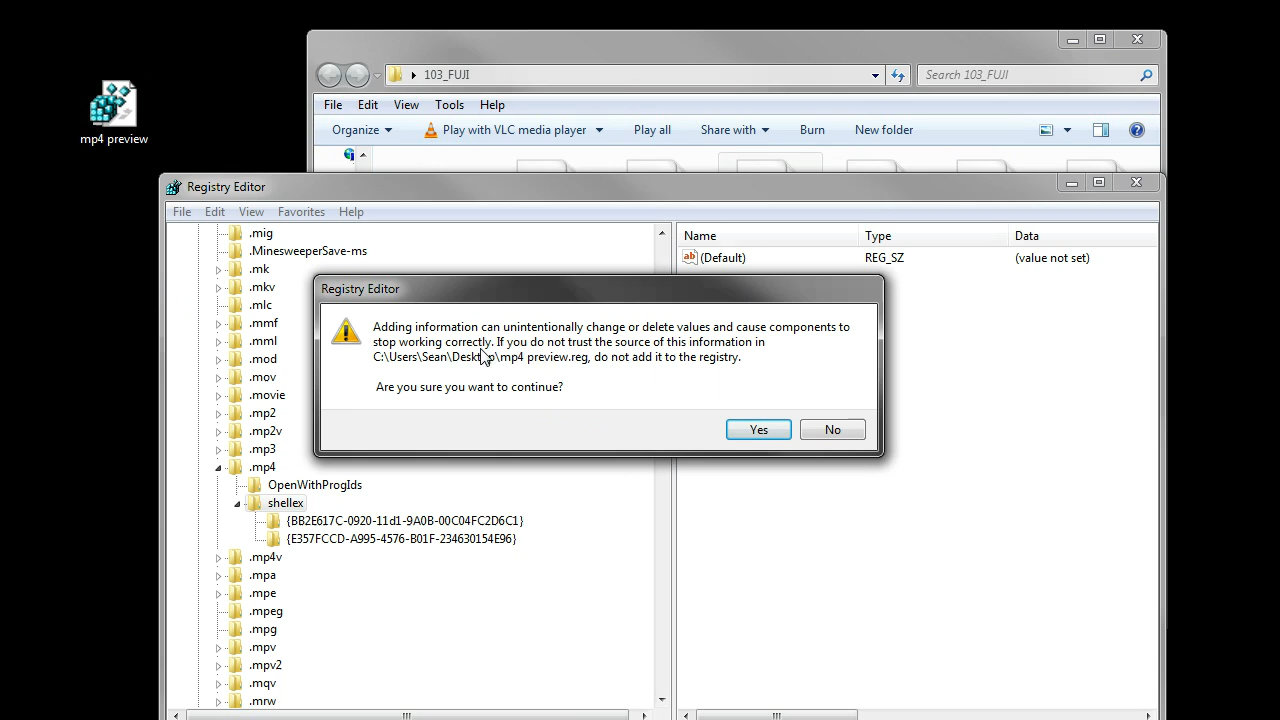 mp4 preview
103_FUJI
Search 103_FUJI
File Edit View Tools Help
Organize Play with VLC media player Play all Share with Burn New folder
Registry Editor
File Edit View Favorites Help
.mig
.MinesweeperSave-ms
.mk
.mkv
.mlc
.mmf
.mml
.mod
.mov
.movie
.mp2
.mp2v
.mp3
.mp4
OpenWithProgIds
shellex
{BB2E617C-0920-11d1-9A0B-00C04FC2D6C1}
{E357FCCD-A995-4576-B01F-234630154E96}
.mp4v
.mpa
.mpe
.mpeg
.mpg
.mpv
.mpv2
.mqv
.mrw
Name Type Data
(Default) REG_SZ (value not set)
Registry Editor
Adding information can unintentionally change or delete values and cause components to
stop working correctly. If you do not trust the source of this information in
C:\Users\Sean\Desktop\mp4 preview.reg, do not add it to the registry.
Are you sure you want to continue?
Yes No